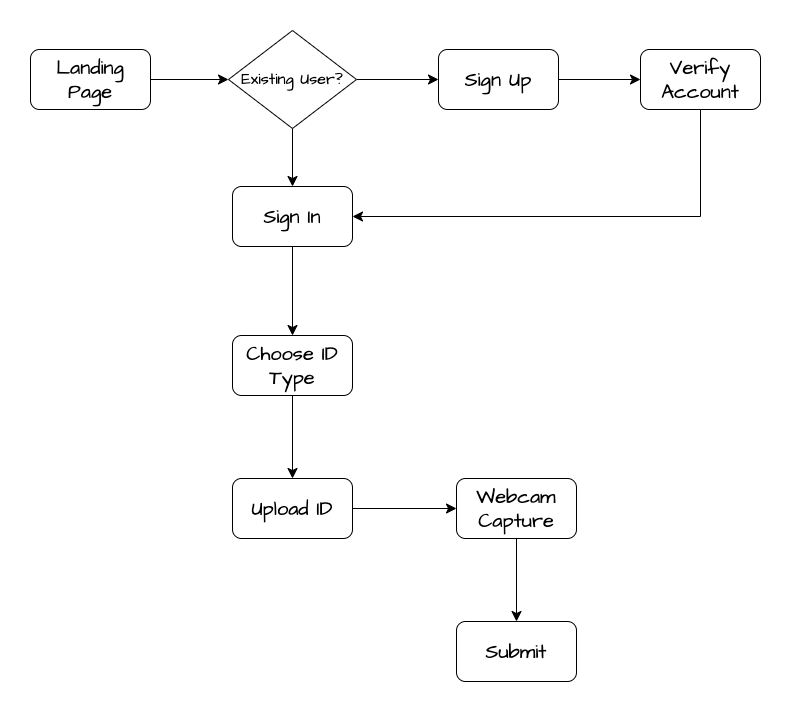 Landing
Page
Existing User?
Sign Up
Verify
Account
Sign In
Choose ID
Type
Upload ID
Webcam
Capture
Submit